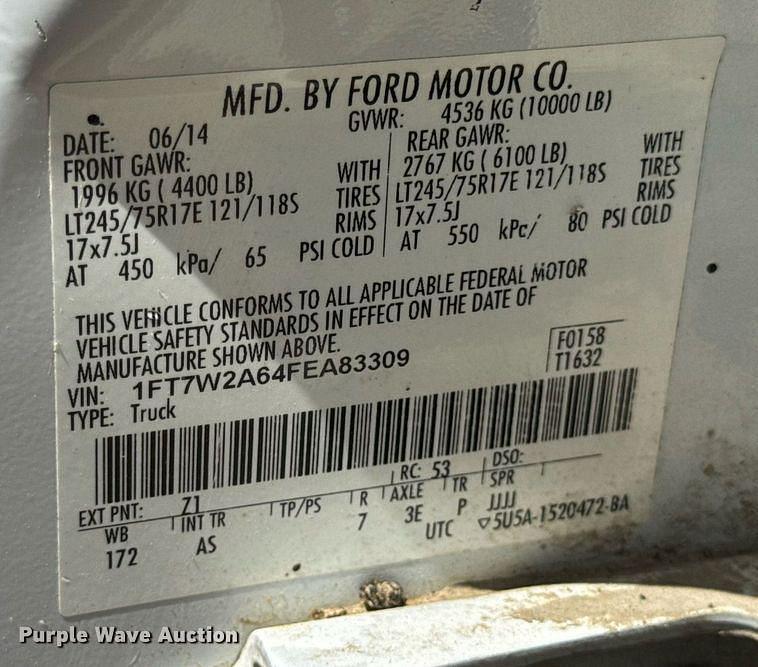 MFD. BY FORD MOTOR CO.
DATE: 06/14
GVWR: 4536 KG (10000 LB)
FRONT GAWR:
1996 KG ( 4400 LB) WITH
LT245/75R17E 121/118S TIRES
17x7.5J RIMS
AT 450 kPa/ 65 PSI COLD
REAR GAWR: WITH
2767 KG ( 6100 LB) TIRES
LT245/75R17E 121/118S RIMS
17x7.5J
AT 550 kPc/ 80 PSI COLD
THIS VEHICLE CONFORMS TO ALL APPLICABLE FEDERAL MOTOR
VEHICLE SAFETY STANDARDS IN EFFECT ON THE DATE OF
MANUFACTURE SHOWN ABOVE.
VIN: 1FT7W2A64FEA83309
TYPE: Truck
F0158
T1632
EXT PNT: Z1 RC: 53 DSO:
WB INT TR TP/PS R AXLE TR SPR
172 AS 7 3E P JJJJ
UTC ▽5U5A-1520472-BA
Purple Wave Auction